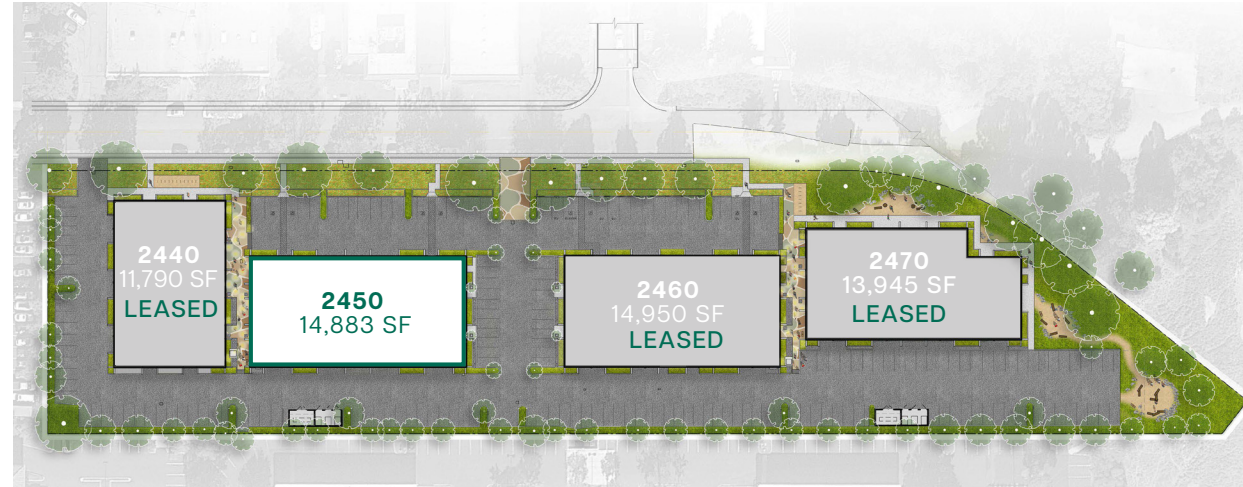 2440
11,790 SF
LEASED
2450
14,883 SF
2460
14,950 SF
LEASED
2470
13,945 SF
LEASED